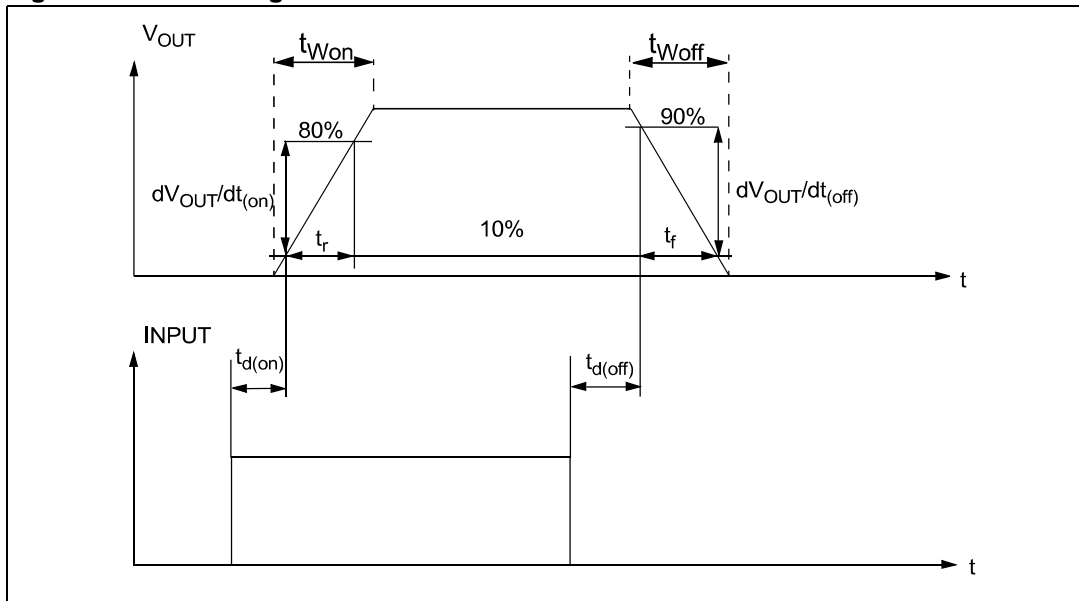 V_OUT
t_Won
t_Woff
80%
90%
dV_OUT/dt_(on)
dV_OUT/dt_(off)
t_r
10%
t_f
t
INPUT
t_d(on)
t_d(off)
t